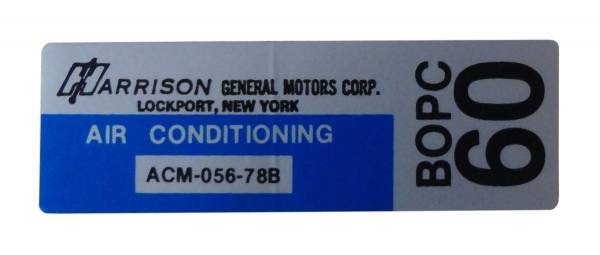 HARRISON GENERAL MOTORS CORP.
LOCKPORT, NEW YORK
AIR CONDITIONING
ACM-056-78B
BOPC
60